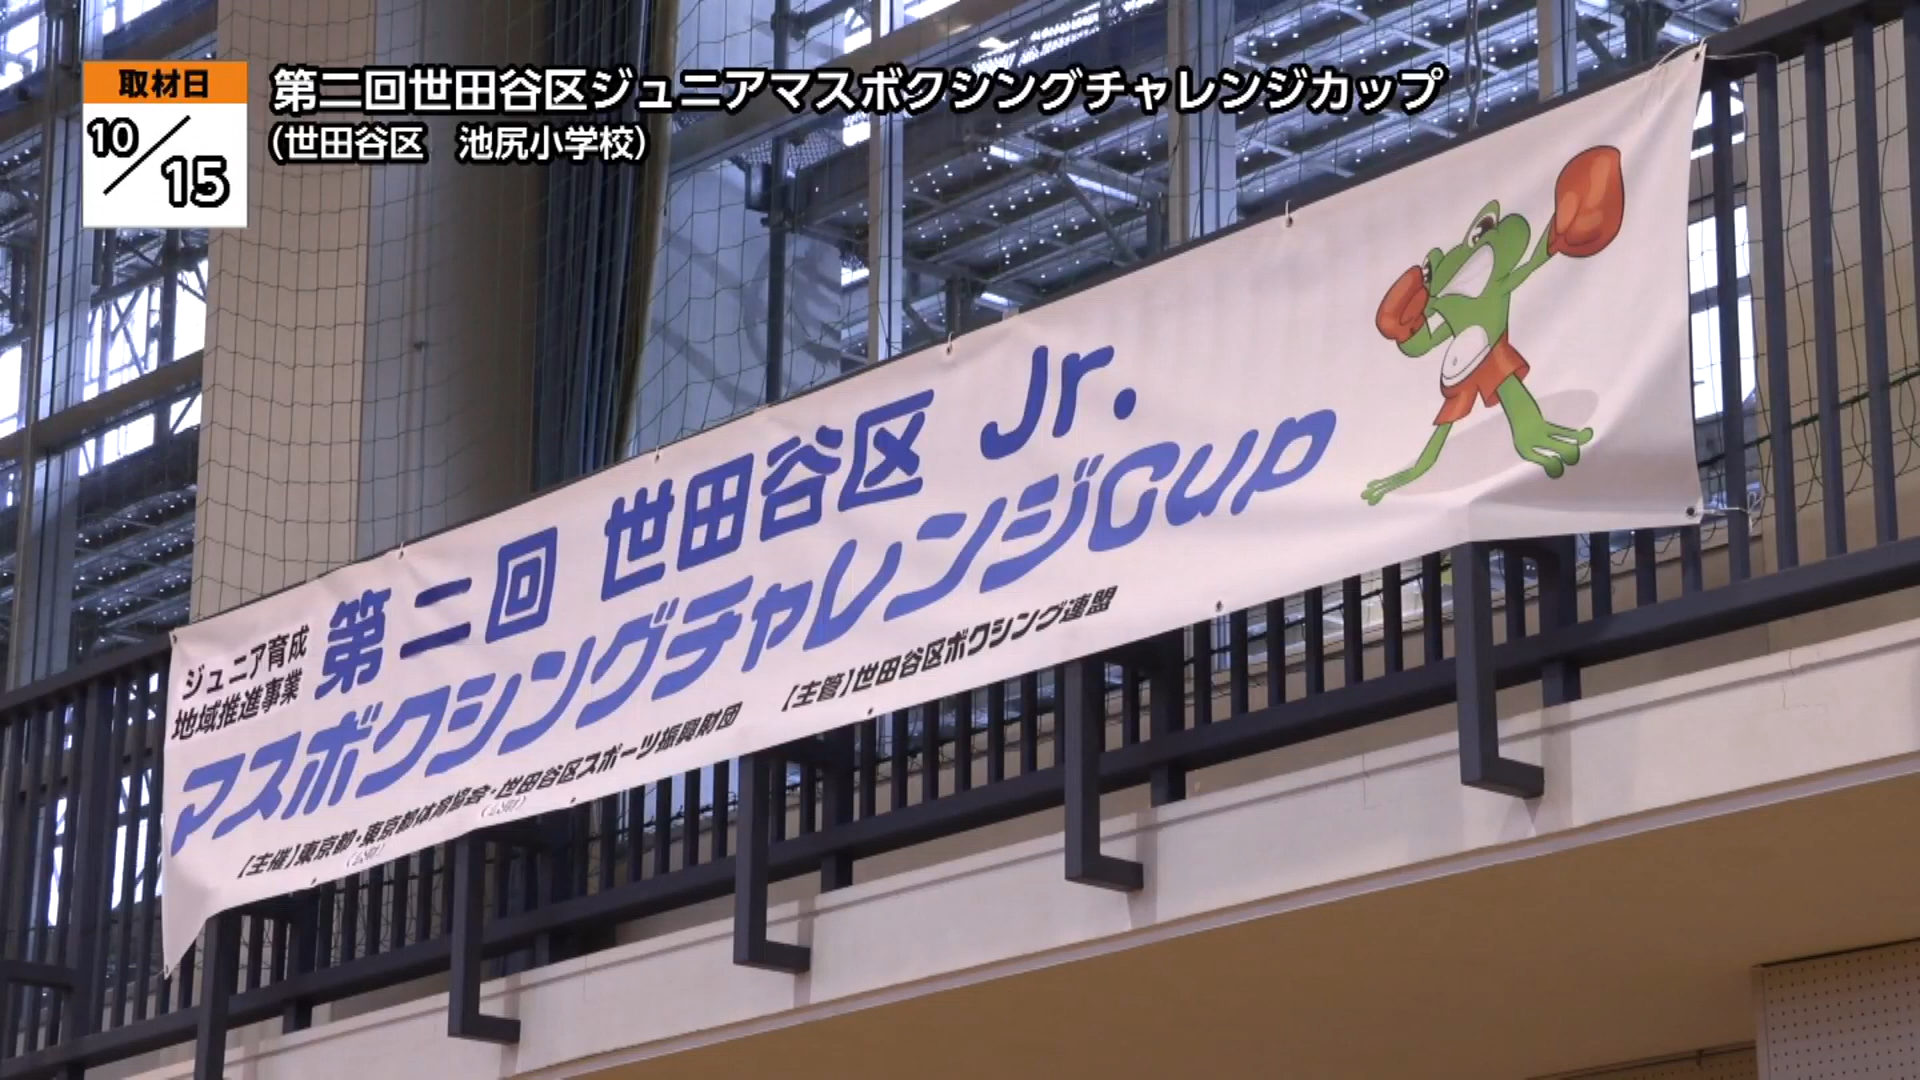 取材日
10/15
第二回世田谷区ジュニアマスボクシングチャレンジカップ
(世田谷区　池尻小学校)
ジュニア育成
地域推進事業
第二回 世田谷区 Jr.
マスボクシングチャレンジCup
【主催】東京都・東京都体育協会・世田谷区スポーツ振興財団
【主管】世田谷区ボクシング連盟